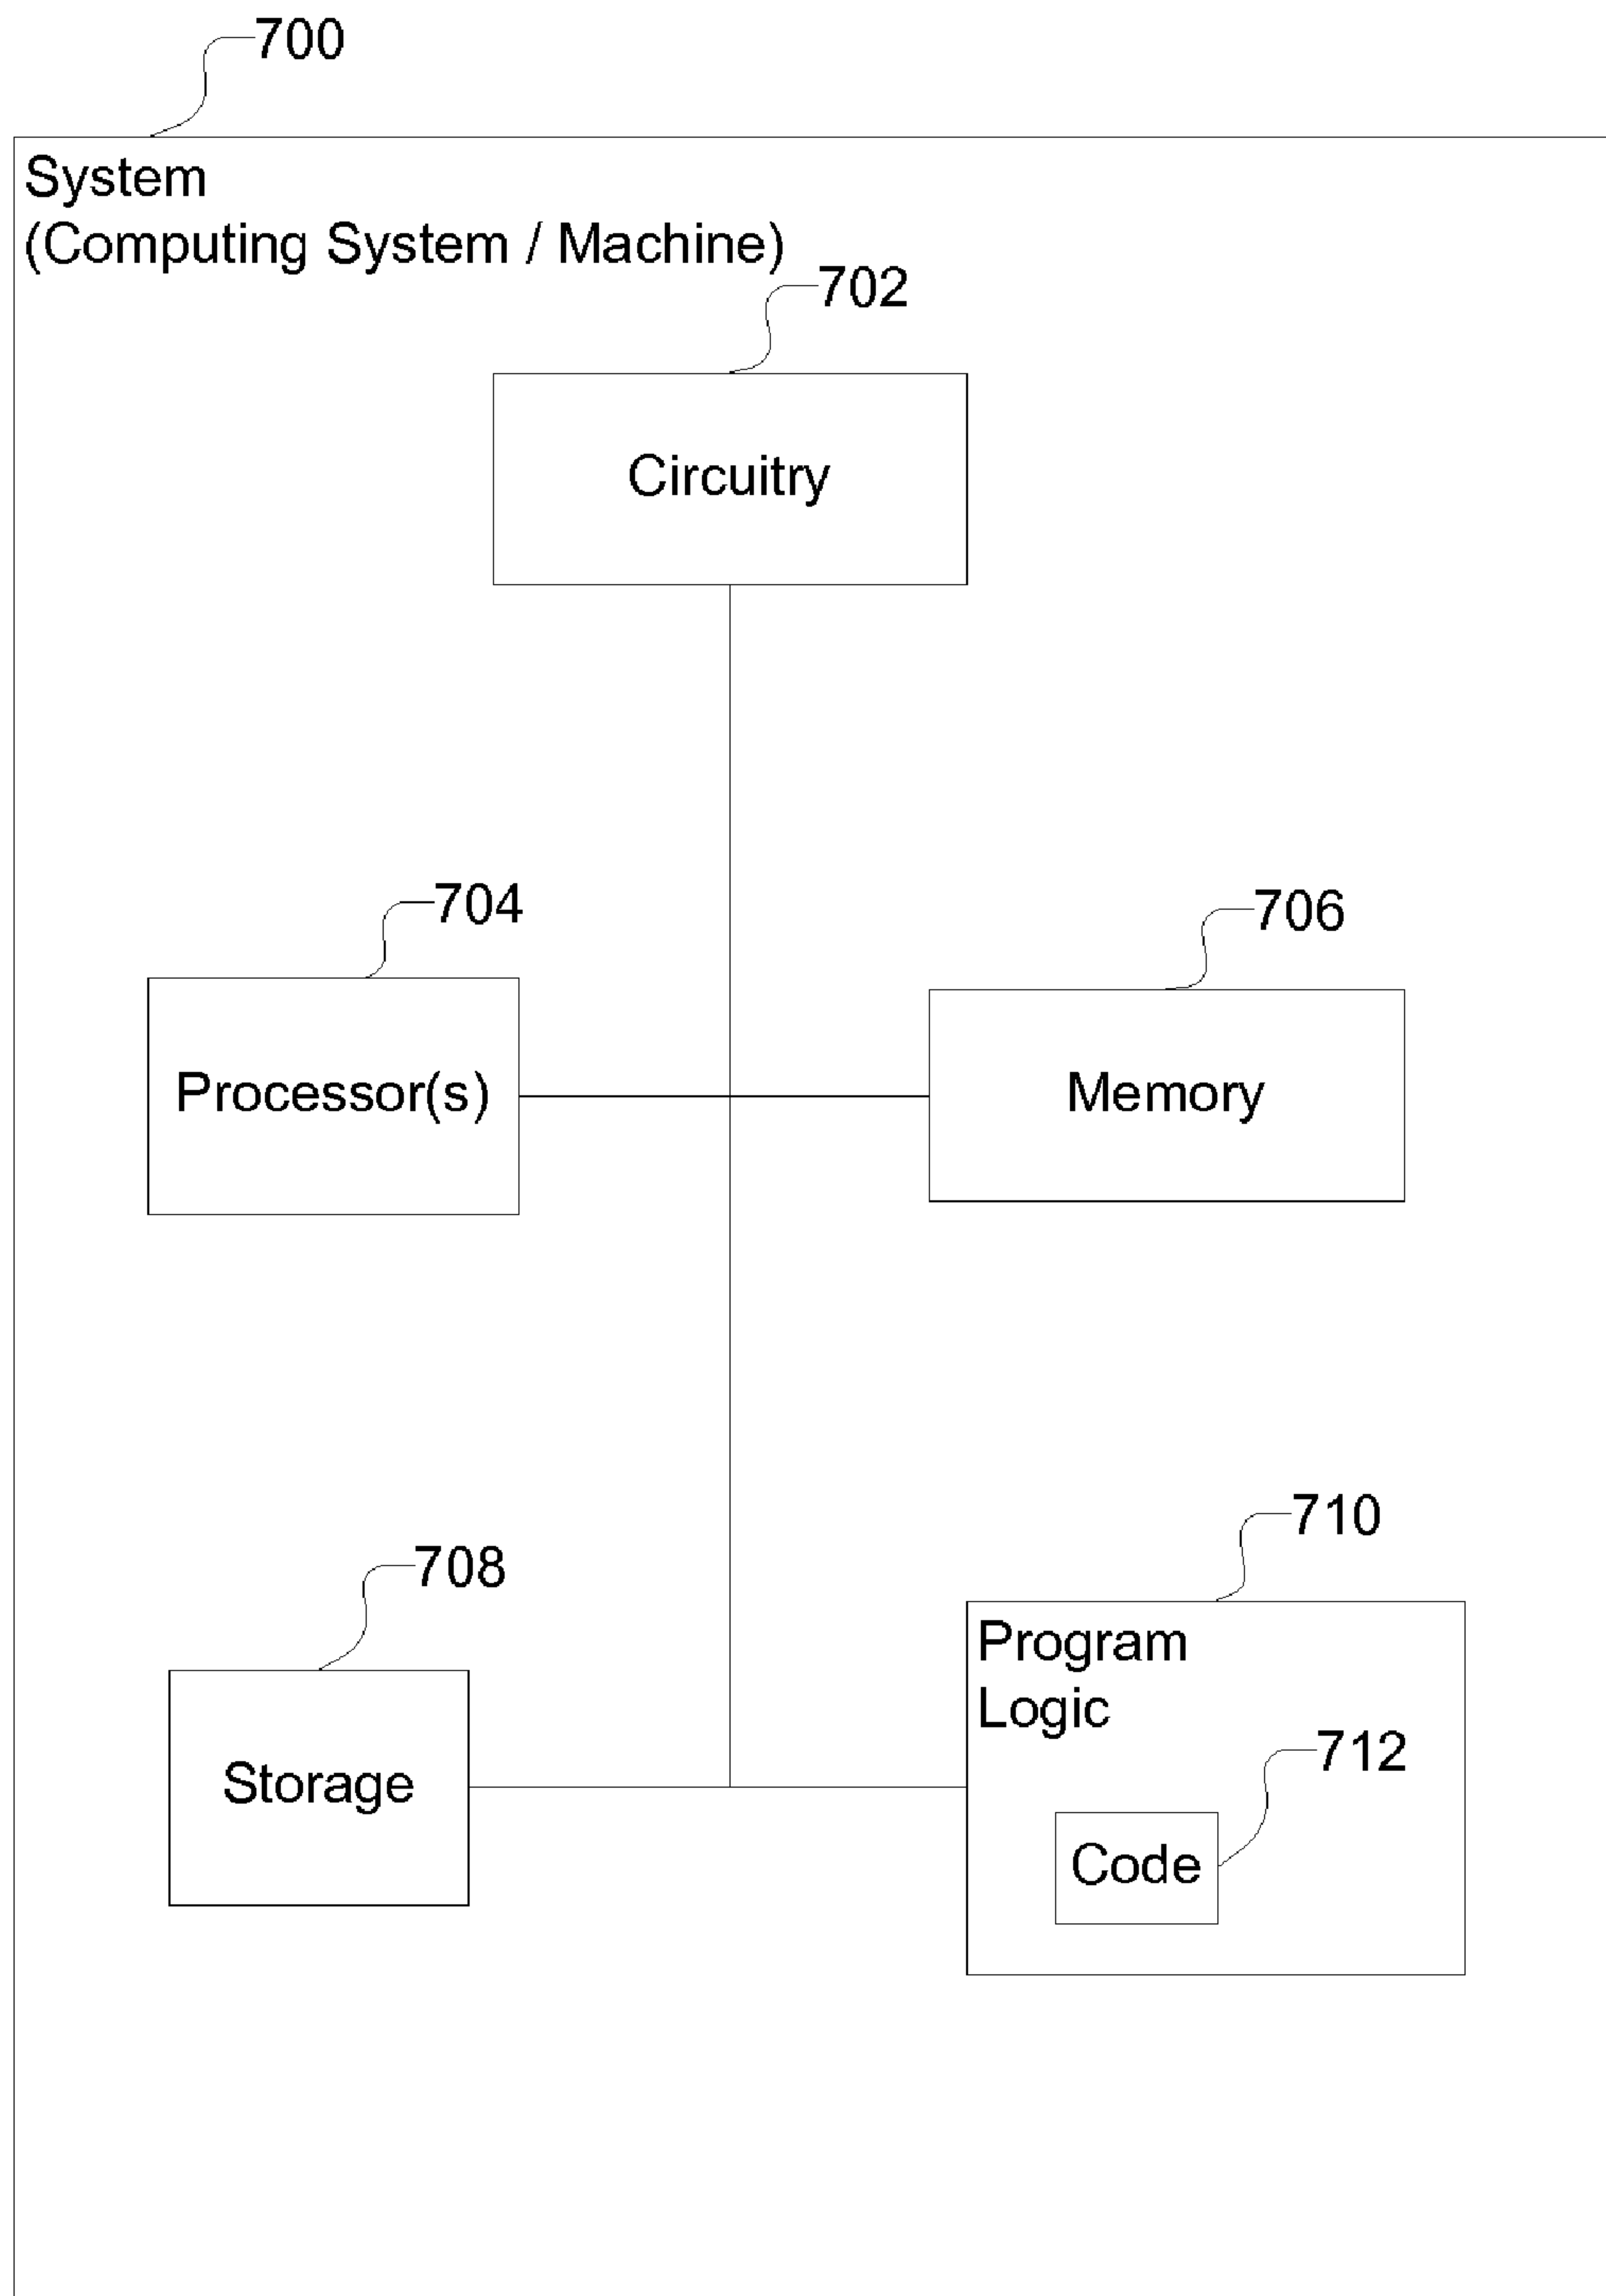 700
System
(Computing System / Machine)
702
Circuitry
704
706
Processor(s)
Memory
710
708
Program
Logic
712
Storage
Code